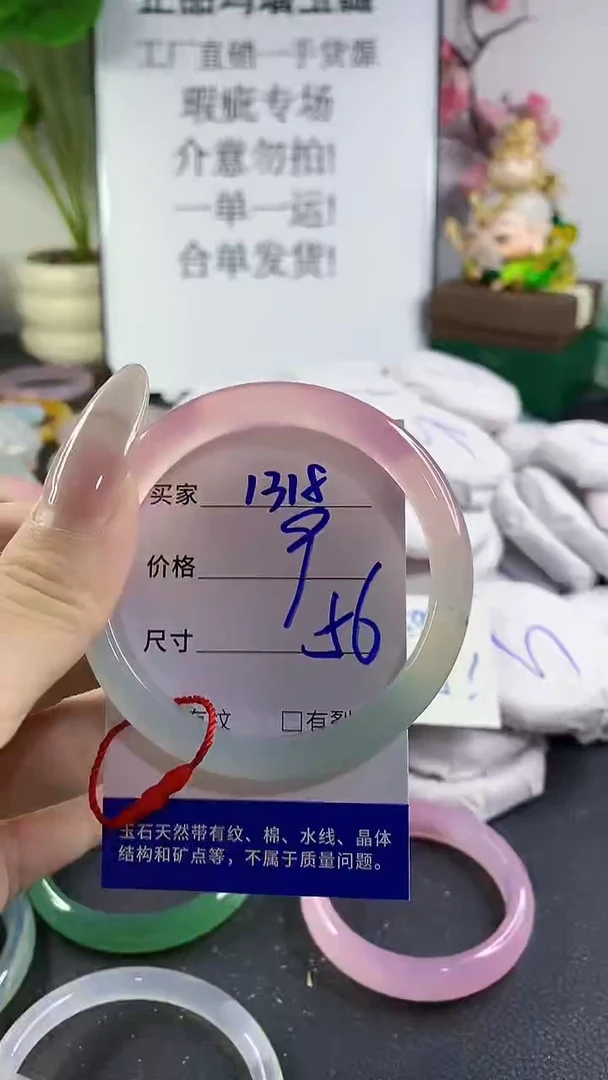 工厂直销一手货源
瑕疵专场
介意勿拍!
一单一运!
合单发货!
买家 1318
价格 9
尺寸 56
有纹 □有裂
玉石天然带有纹、棉、水线、晶体
结构和矿点等，不属于质量问题。